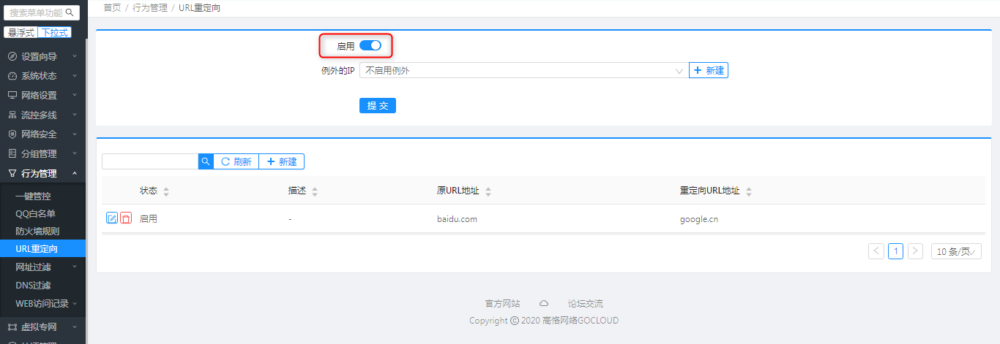 搜索菜单功能
悬浮式 下拉式
设置向导
系统状态
网络设置
流控多线
网络安全
分组管理
行为管理
一键管控
QQ白名单
防火墙规则
URL重定向
网址过滤
DNS过滤
WEB访问记录
虚拟专网
首页 / 行为管理 / URL重定向
启用
例外的IP 不启用例外 + 新建
提 交
刷新 + 新建
状态 描述 原URL地址 重定向URL地址
启用 - baidu.com google.cn
< 1 > 10 条/页
官方网站 论坛交流
Copyright © 2020 高恪网络GOCLOUD